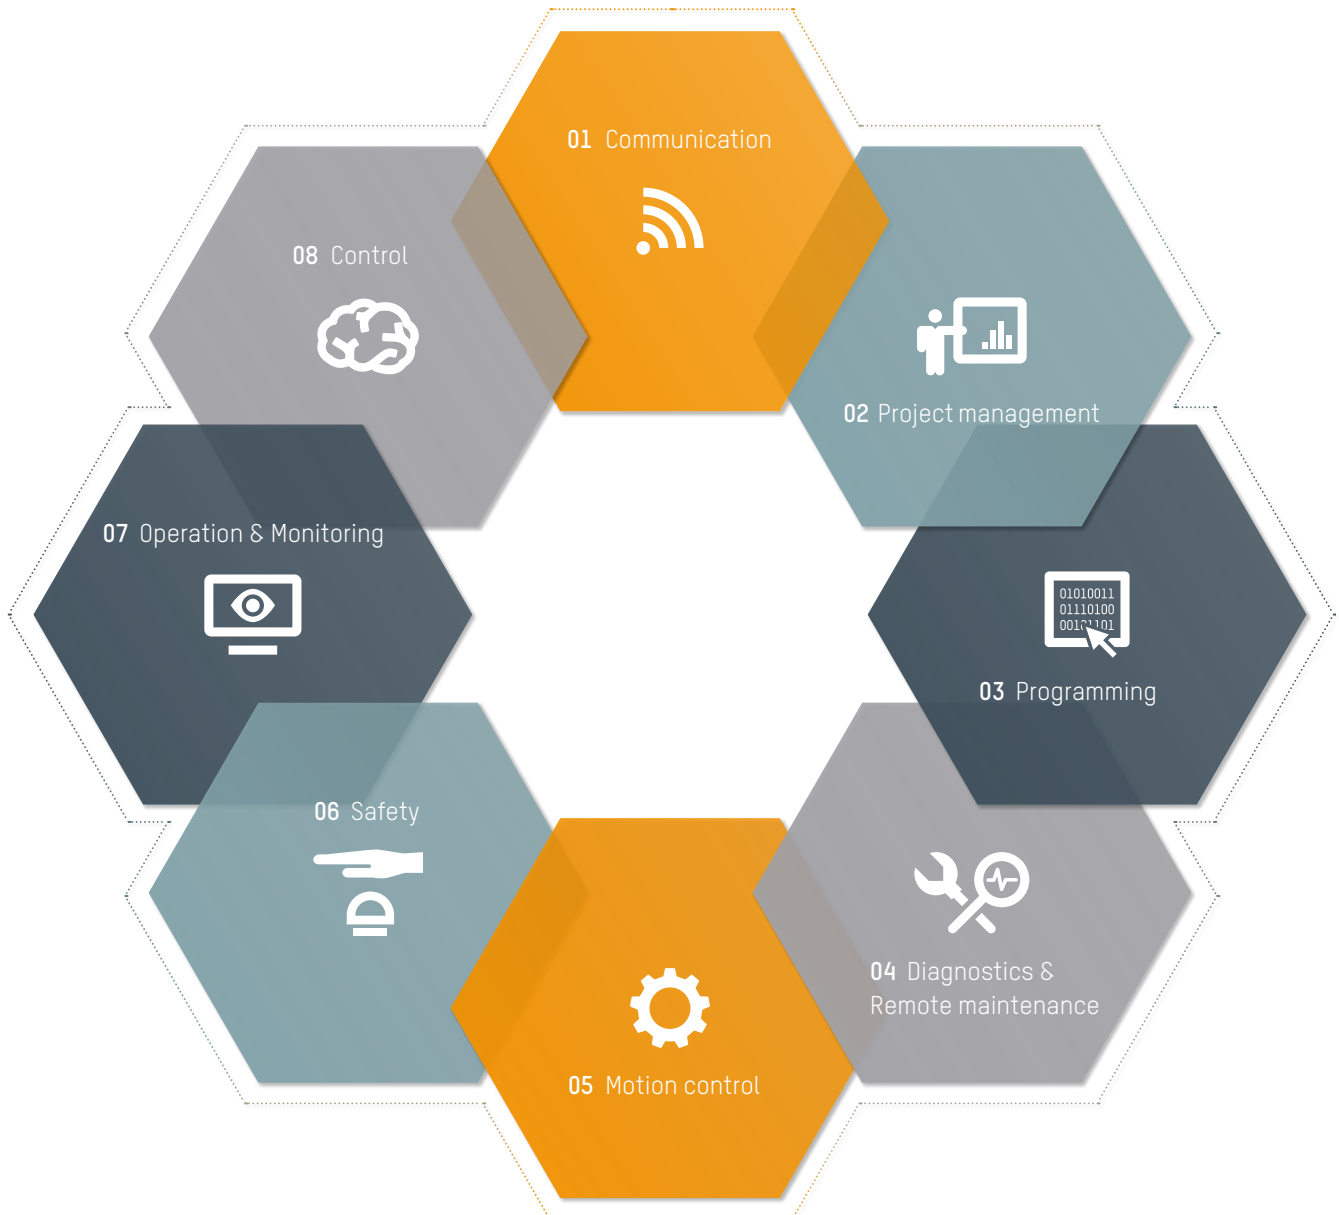 01 Communication
02 Project management
01010011
01110100
00101101
03 Programming
04 Diagnostics &
Remote maintenance
05 Motion control
06 Safety
07 Operation & Monitoring
08 Control